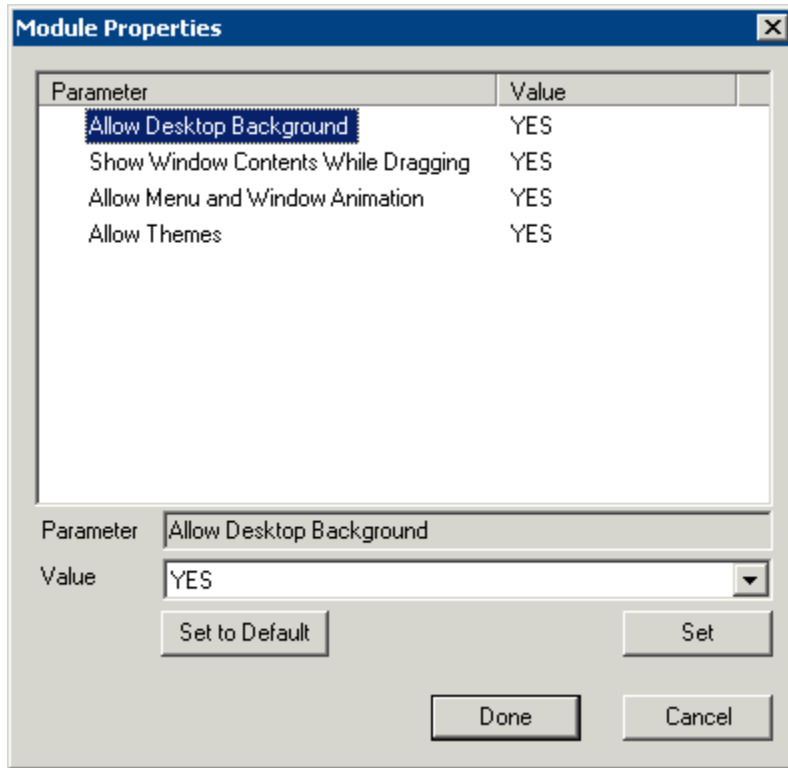 Module Properties
Parameter Value
Allow Desktop Background YES
Show Window Contents While Dragging YES
Allow Menu and Window Animation YES
Allow Themes YES
Parameter Allow Desktop Background
Value YES
Set to Default Set
Done Cancel